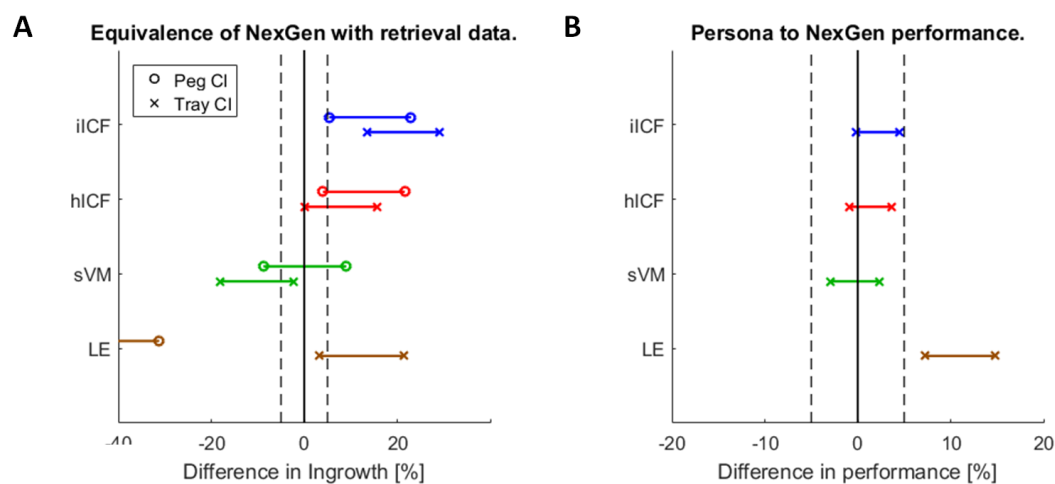 A
Equivalence of NexGen with retrieval data.
Peg CI
Tray CI
iICF
hICF
sVM
LE
-40 -20 0 20
Difference in Ingrowth [%]
B
Persona to NexGen performance.
iICF
hICF
sVM
LE
-20 -10 0 10 20
Difference in performance [%]